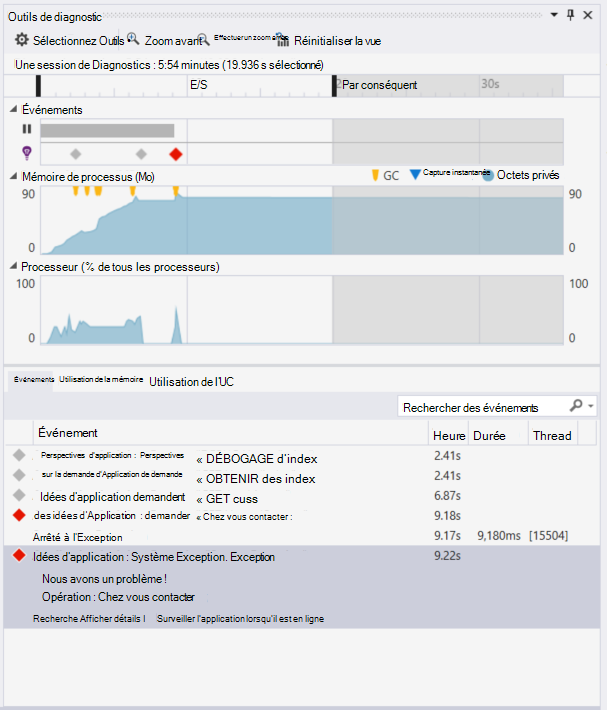 Outils de diagnostic
Sélectionnez Outils Zoom avant Effectuer un zoom arrière Réinitialiser la vue
Une session de Diagnostics : 5:54 minutes (19.936 s sélectionné)
E/S Par conséquent 30s
Événements
Mémoire de processus (Mo) GC Capture instantanée Octets privés
90 90
0 0
Processeur (% de tous les processeurs)
100 100
0 0
Événements Utilisation de la mémoire Utilisation de l'UC
Rechercher des événements
Événement Heure Durée Thread
Perspectives d'application : Perspectives « DÉBOGAGE d'index 2.41s
sur la demande d'Application de demande « OBTENIR des index 2.41s
Idées d'application demandent « GET cuss 6.87s
des idées d'Application : demander « Chez vous contacter : 9.18s
Arrêté à l'Exception 9.17s 9,180ms [15504]
Idées d'application : Système Exception. Exception 9.22s
Nous avons un problème !
Opération : Chez vous contacter
Recherche Afficher détails | Surveiller l'application lorsqu'il est en ligne